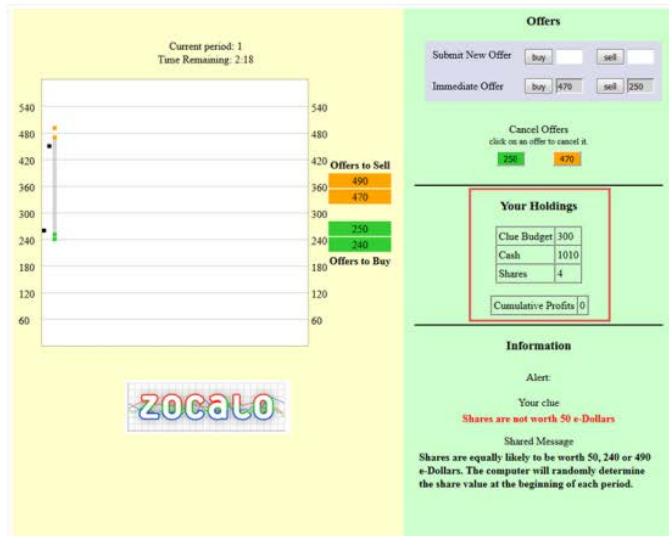 Current period: 1
Time Remaining: 2:18
540
480
420
360
300
240
180
120
60
540
480
420
360
300
240
180
120
60
Offers to Sell
490
470
250
240
Offers to Buy
zocalo
Offers
Submit New Offer buy sell
Immediate Offer buy 470 sell 250
Cancel Offers
click on an offer to cancel it.
250 470
Your Holdings
Clue Budget 300
Cash 1010
Shares 4
Cumulative Profits 0
Information
Alert:
Your clue
Shares are not worth 50 e-Dollars
Shared Message
Shares are equally likely to be worth 50, 240 or 490
e-Dollars. The computer will randomly determine
the share value at the beginning of each period.